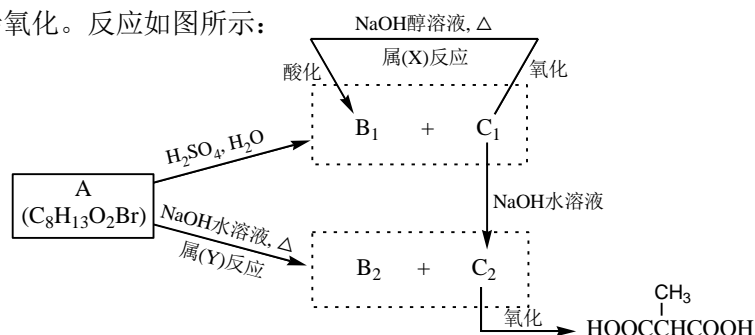 氧化。反应如图所示：
NaOH醇溶液, △
属(X)反应
酸化
氧化
B₁ + C₁
H₂SO₄, H₂O
A
(C₈H₁₃O₂Br)
NaOH水溶液
NaOH水溶液, △
属(Y)反应
B₂ + C₂
氧化
CH₃
HOOCCHCOOH